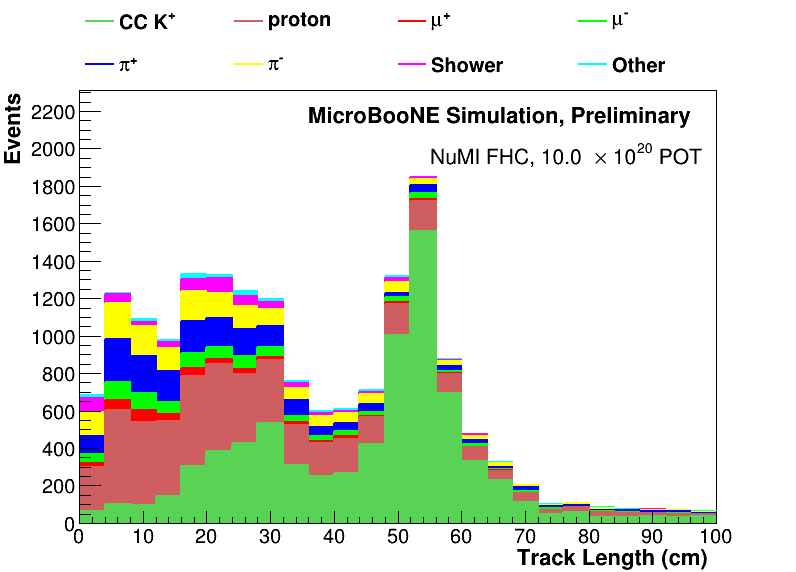 CC K⁺ proton μ⁺ μ⁻
π⁺ π⁻ Shower Other
MicroBooNE Simulation, Preliminary
NuMI FHC, 10.0 × 10²⁰ POT
Events
2200
2000
1800
1600
1400
1200
1000
800
600
400
200
0
0 10 20 30 40 50 60 70 80 90 100
Track Length (cm)